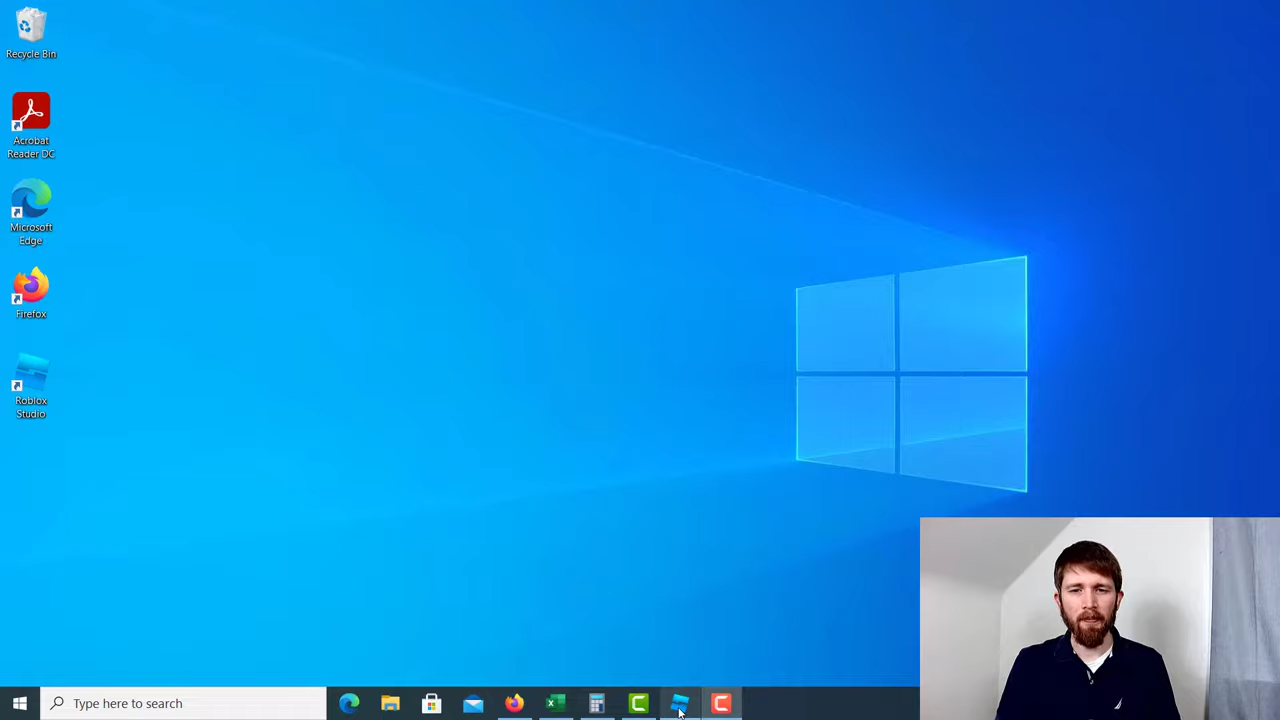 Recycle Bin
Acrobat
Reader DC
Microsoft
Edge
Firefox
Roblox
Studio
Type here to search